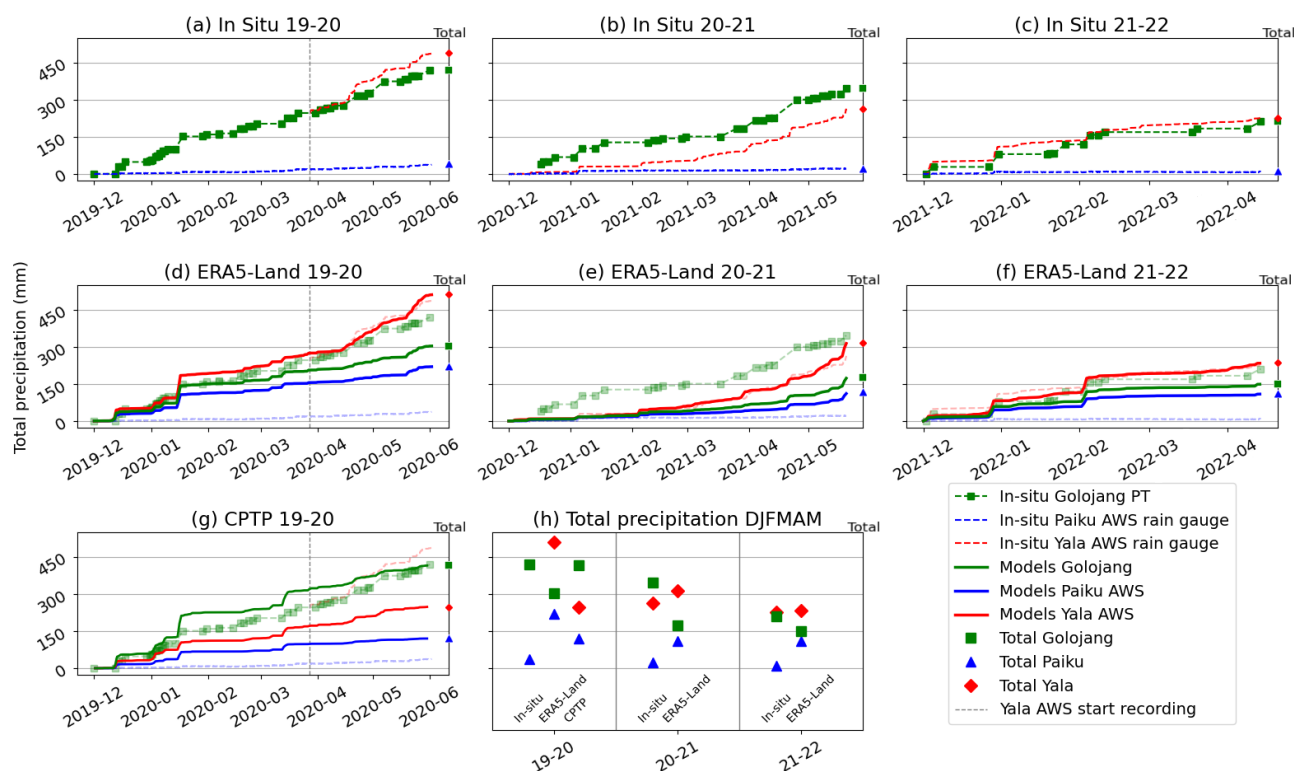 (a) In Situ 19-20
Total
(b) In Situ 20-21
Total
(c) In Situ 21-22
Total
450
300
150
0
2019-12
2020-01
2020-02
2020-03
2020-04
2020-05
2020-06
2020-12
2021-01
2021-02
2021-03
2021-04
2021-05
2021-12
2022-01
2022-02
2022-03
2022-04
Total precipitation (mm)
(d) ERA5-Land 19-20
Total
(e) ERA5-Land 20-21
Total
(f) ERA5-Land 21-22
Total
450
300
150
0
2019-12
2020-01
2020-02
2020-03
2020-04
2020-05
2020-06
2020-12
2021-01
2021-02
2021-03
2021-04
2021-05
2021-12
2022-01
2022-02
2022-03
2022-04
(g) CPTP 19-20
Total
(h) Total precipitation DJFMAM
Total
450
300
150
0
2019-12
2020-01
2020-02
2020-03
2020-04
2020-05
2020-06
In-situ
ERA5-Land
CPTP
In-situ
ERA5-Land
In-situ
ERA5-Land
19-20
20-21
21-22
In-situ Golojang PT
In-situ Paiku AWS rain gauge
In-situ Yala AWS rain gauge
Models Golojang
Models Paiku AWS
Models Yala AWS
Total Golojang
Total Paiku
Total Yala
Yala AWS start recording